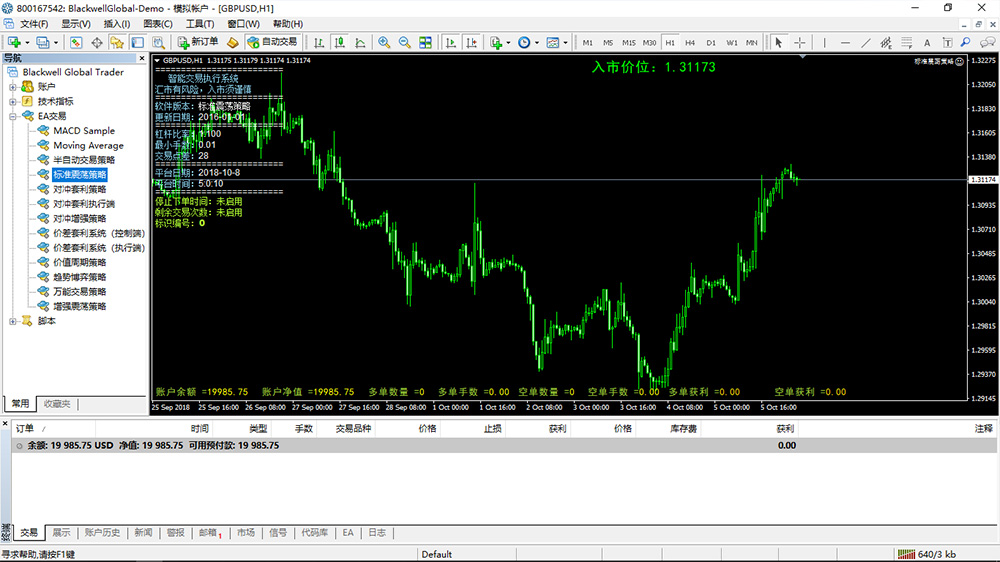 800167542: BlackwellGlobal-Demo - 模拟帐户 - [GBPUSD,H1]
文件(F) 显示(V) 插入(I) 图表(C) 工具(T) 窗口(W) 帮助(H)
新订单 自动交易 M1 M5 M15 M30 H1 H4 D1 W1 MN
导航
Blackwell Global Trader
账户
技术指标
EA交易
MACD Sample
Moving Average
半自动交易策略
标准震荡策略
对冲套利策略
对冲套利执行端
对冲增强策略
价差套利系统 (控制端)
价差套利系统 (执行端)
价值周期策略
趋势博弈策略
万能交易策略
增强震荡策略
脚本
常用 收藏夹
GBPUSD,H1 1.31175 1.31179 1.31174 1.31174
智能交易执行系统
汇市有风险，入市须谨慎
软件版本：标准震荡策略
更新日期：2016-01-01
杠杆比率：1:100
最小手数：0.01
交易点差：28
平台日期：2018-10-8
平台时间：5:0:10
停止下单时间：未启用
剩余交易次数：未启用
标识编号：0
入市价位：1.31173
标准震荡策略
1.32275
1.32050
1.31830
1.31605
1.31380
1.31174
1.30935
1.30710
1.30485
1.30260
1.30040
1.29815
1.29595
1.29370
1.29145
账户余额 =19985.75 账户净值 =19985.75 多单数量 =0 多单手数 =0.00 空单数量 =0 空单手数 =0.00 多单获利 =0.00 空单获利 =0.00
25 Sep 2018 25 Sep 16:00 26 Sep 08:00 27 Sep 00:00 27 Sep 16:00 28 Sep 08:00 1 Oct 00:00 1 Oct 16:00 2 Oct 08:00 3 Oct 00:00 3 Oct 16:00 4 Oct 08:00 5 Oct 00:00 5 Oct 16:00
订单 时间 类型 手数 交易品种 价格 止损 获利 价格 库存费 获利 注释
余额: 19 985.75 USD 净值: 19 985.75 可用预付款: 19 985.75 0.00
交易 展示 账户历史 新闻 警报 邮箱1 市场 信号 代码库 EA 日志
寻求帮助,请按F1键 Default 640/3 kb